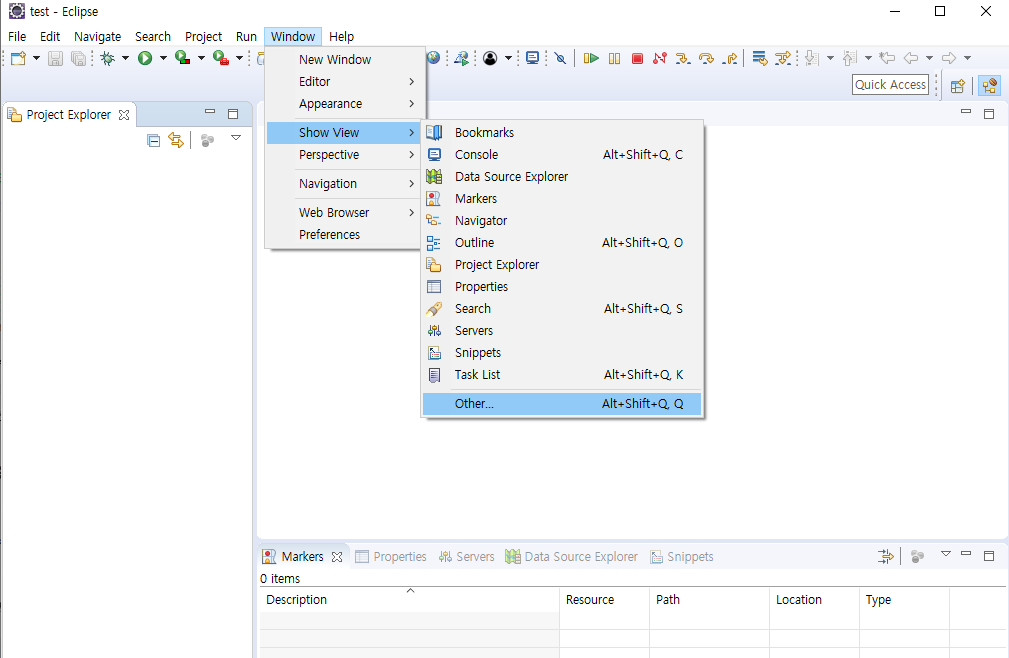 test - Eclipse
File Edit Navigate Search Project Run Window Help
Quick Access
Project Explorer
New Window
Editor
Appearance
Show View
Perspective
Navigation
Web Browser
Preferences
Bookmarks
Console Alt+Shift+Q, C
Data Source Explorer
Markers
Navigator
Outline Alt+Shift+Q, O
Project Explorer
Properties
Search Alt+Shift+Q, S
Servers
Snippets
Task List Alt+Shift+Q, K
Other... Alt+Shift+Q, Q
Markers Properties Servers Data Source Explorer Snippets
0 items
Description Resource Path Location Type